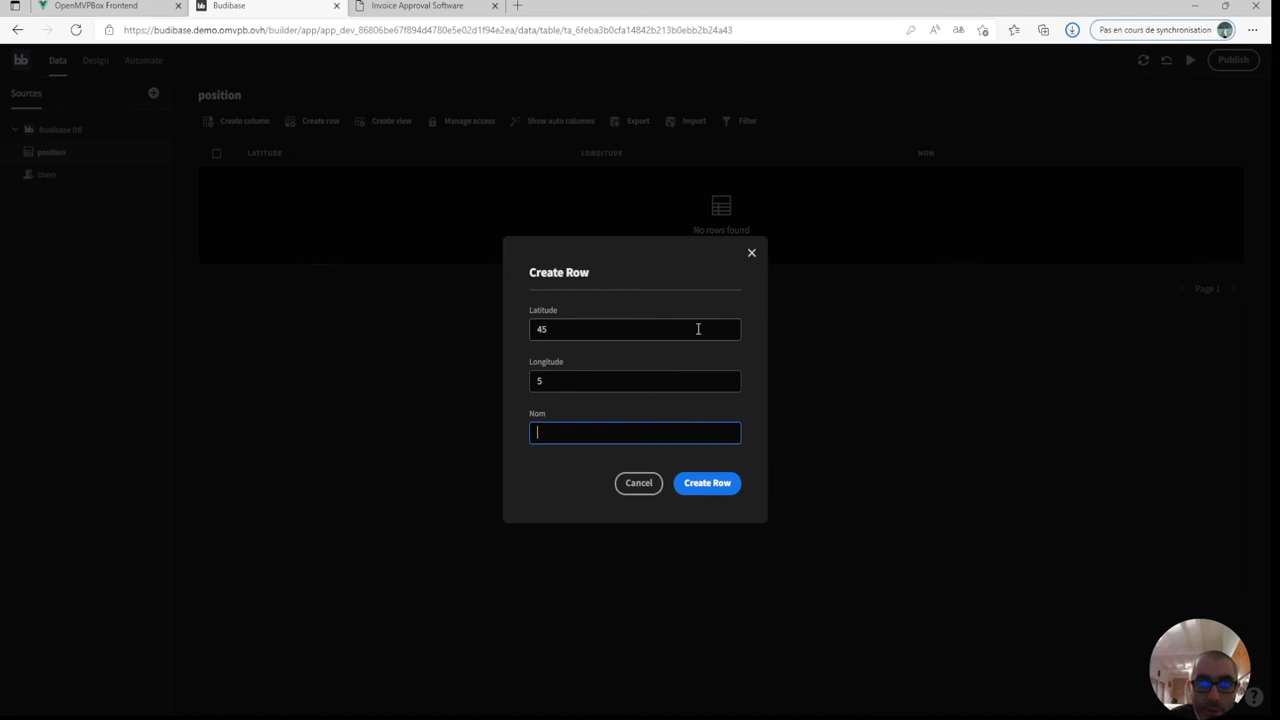 OpenMVPBox Frontend
Budibase
Invoice Approval Software
https://budibase.demo.omvpb.ovh/builder/app/app_dev_86806be67f894d4780e5e02d1f94e2ea/data/table/ta_6feba3b0cfa14842b213b0ebb2b24a43
Pas en cours de synchronisation
bb
Data
Design
Automate
Publish
Sources
position
Create column
Create row
Create view
Manage access
Show auto columns
Export
Import
Filter
Budibase DB
position
Users
LATITUDE
LONGITUDE
NOM
No rows found
Page 1
Create Row
Latitude
45
Longitude
5
Nom
Cancel
Create Row